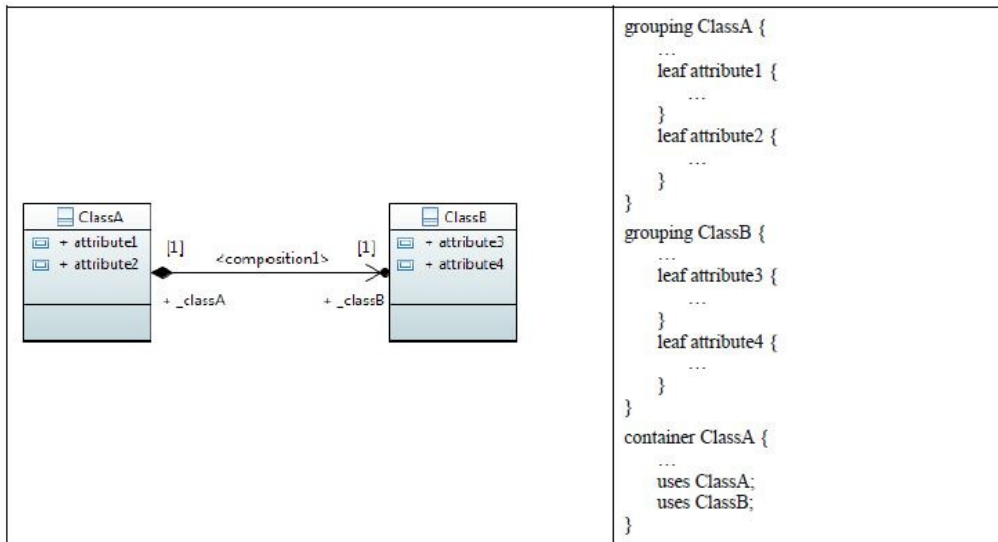 ClassA
+ attribute1
+ attribute2
[1]
<composition1>
[1]
+ _classA
+ _classB
ClassB
+ attribute3
+ attribute4
grouping ClassA {
...
leaf attribute1 {
...
}
leaf attribute2 {
...
}
}
grouping ClassB {
...
leaf attribute3 {
...
}
leaf attribute4 {
...
}
}
container ClassA {
...
uses ClassA;
uses ClassB;
}